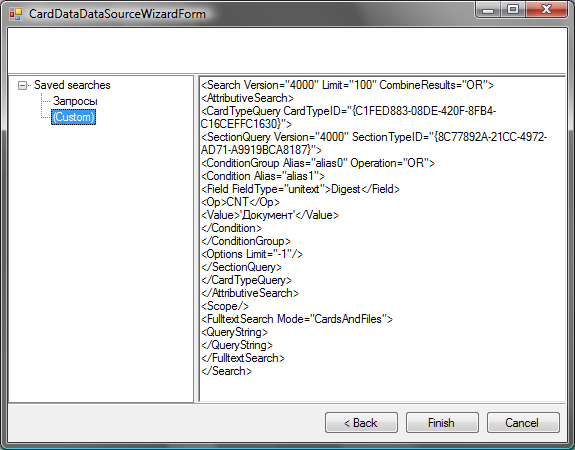 CardDataDataSourceWizardForm
Saved searches
Запросы
(Custom)
<Search Version="4000" Limit="100" CombineResults="OR">
<AttributiveSearch>
<CardTypeQuery CardTypeID="{C1FED883-08DE-420F-8FB4-
C16CEFFC1630}">
<SectionQuery Version="4000" SectionTypeID="{8C77892A-21CC-4972-
AD71-A9919BCA8187}">
<ConditionGroup Alias="alias0" Operation="OR">
<Condition Alias="alias1">
<Field FieldType="unitext">Digest</Field>
<Op>CNT</Op>
<Value>'Документ'</Value>
</Condition>
</ConditionGroup>
<Options Limit="-1"/>
</SectionQuery>
</CardTypeQuery>
</AttributiveSearch>
<Scope/>
<FulltextSearch Mode="CardsAndFiles">
<QueryString>
</QueryString>
</FulltextSearch>
</Search>
< Back
Finish
Cancel